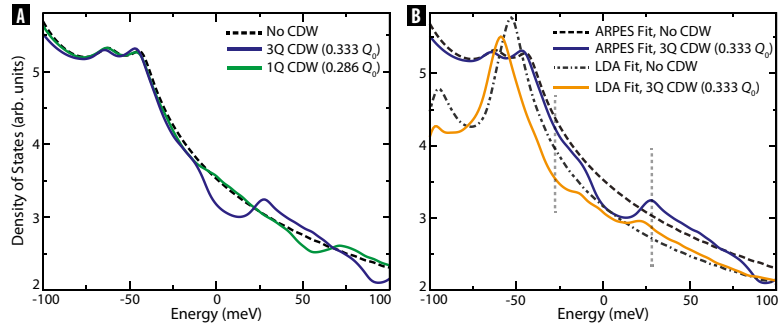 A
No CDW
3Q CDW (0.333 Q₀)
1Q CDW (0.286 Q₀)
Density of States (arb. units)
5
4
3
2
-100
-50
0
50
100
Energy (meV)
B
ARPES Fit, No CDW
ARPES Fit, 3Q CDW (0.333 Q₀)
LDA Fit, No CDW
LDA Fit, 3Q CDW (0.333 Q₀)
5
4
3
2
-100
-50
0
50
100
Energy (meV)